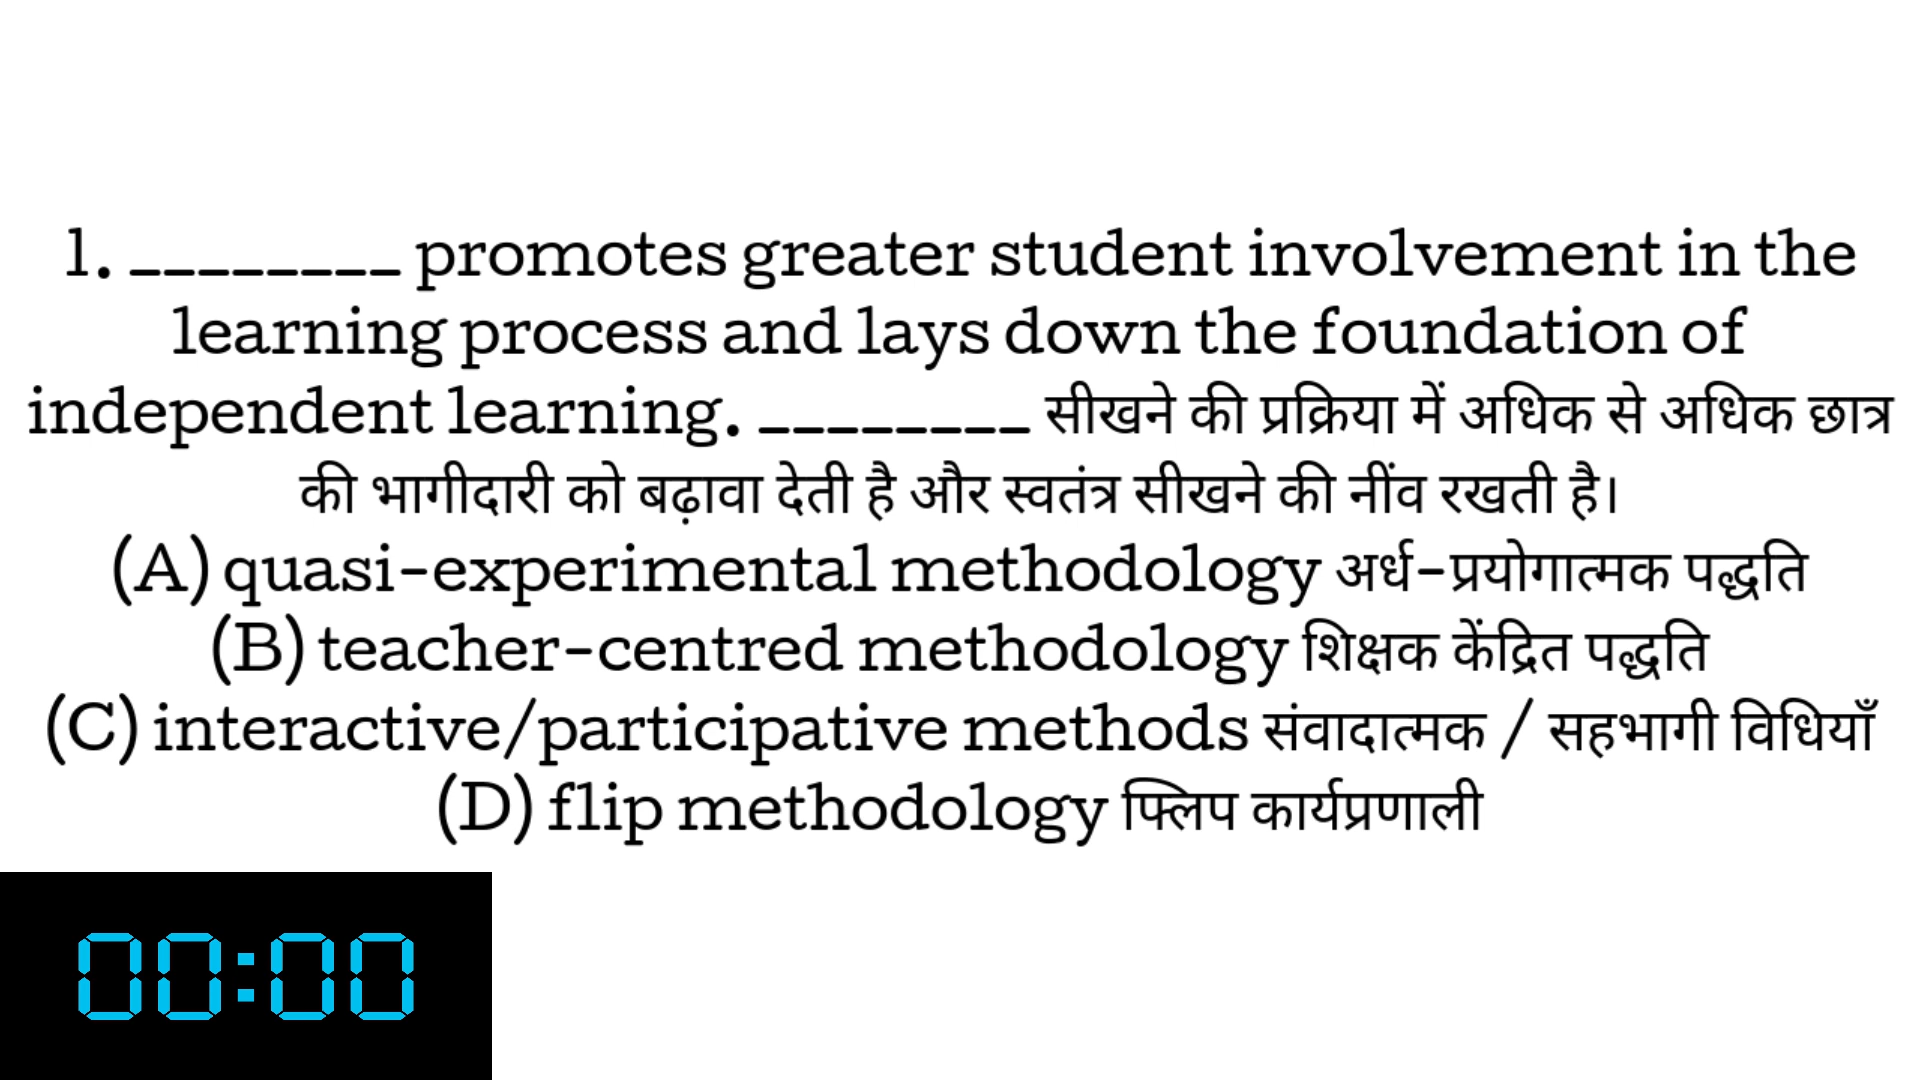 1. ________ promotes greater student involvement in the
learning process and lays down the foundation of
independent learning. ________ सीखने की प्रक्रिया में अधिक से अधिक छात्र
की भागीदारी को बढ़ावा देती है और स्वतंत्र सीखने की नींव रखती है।
(A) quasi-experimental methodology अर्ध-प्रयोगात्मक पद्धति
(B) teacher-centred methodology शिक्षक केंद्रित पद्धति
(C) interactive/participative methods संवादात्मक / सहभागी विधियाँ
(D) flip methodology फ्लिप कार्यप्रणाली
00:00